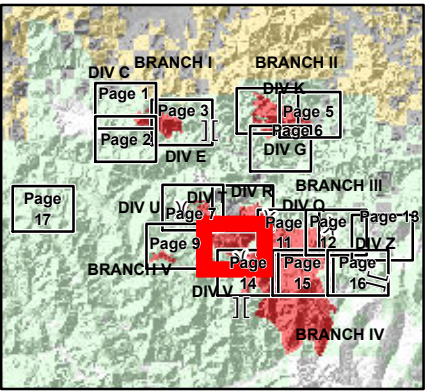 BRANCH I
BRANCH II
DIV C
DIV K
Page 1
Page 3
Page 5
Page 6
Page 2
DIV G
DIV E
BRANCH III
Page
17
DIV R
DIV U
Page 7
DIV O
Page 13
Page
11
Page
12
Page 9
DIV Z
BRANCH V
Page
14
Page
15
Page
16
DIV V
BRANCH IV